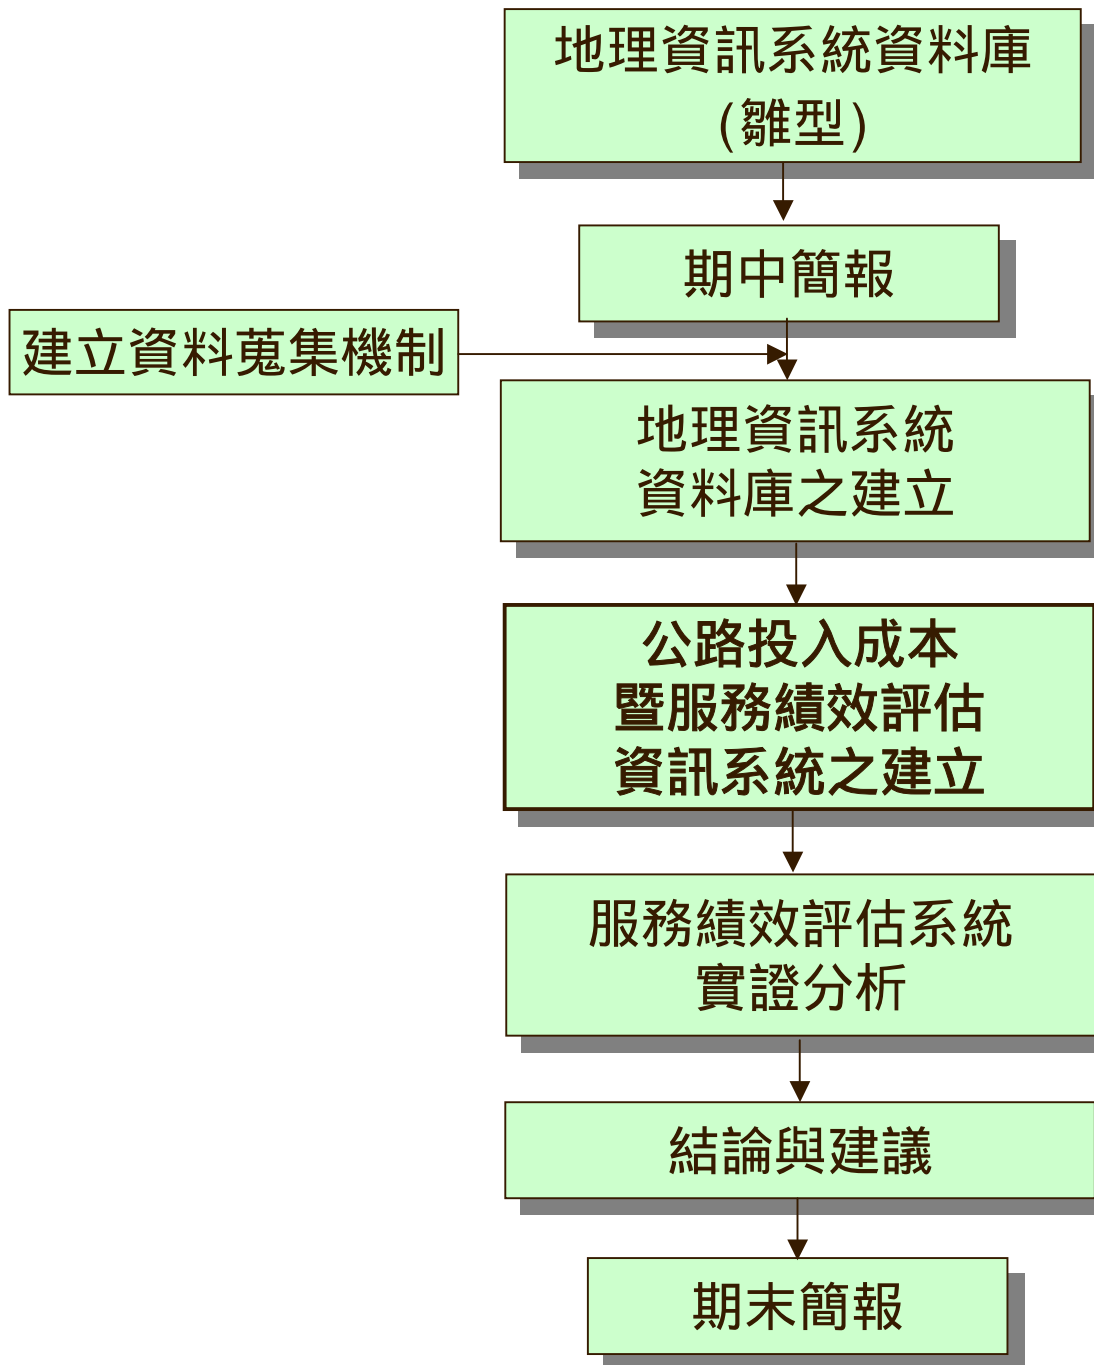 地理資訊系統資料庫
(雛型)
期中簡報
建立資料蒐集機制
地理資訊系統
資料庫之建立
公路投入成本
暨服務績效評估
資訊系統之建立
服務績效評估系統
實證分析
結論與建議
期末簡報